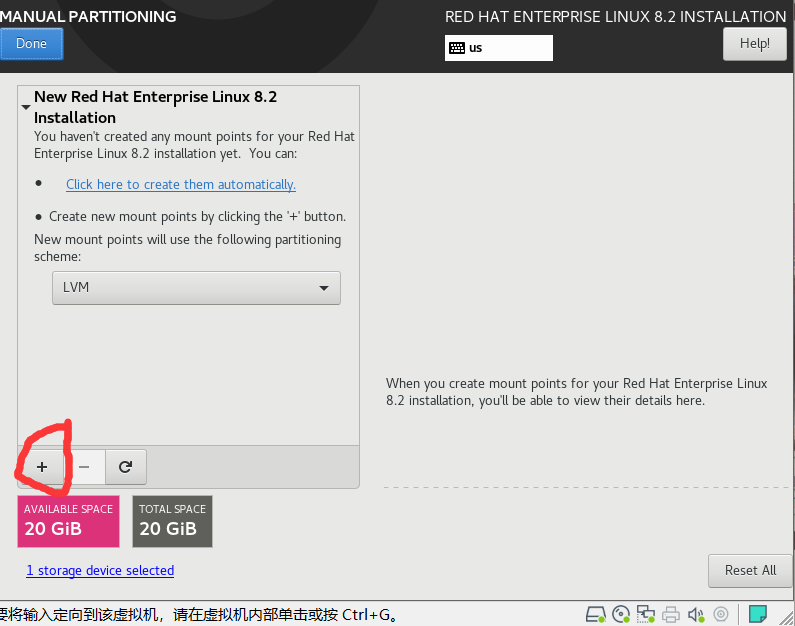 MANUAL PARTITIONING
RED HAT ENTERPRISE LINUX 8.2 INSTALLATION
Done
us
Help!
New Red Hat Enterprise Linux 8.2
Installation
You haven't created any mount points for your Red Hat
Enterprise Linux 8.2 installation yet.  You can:
• Click here to create them automatically.
• Create new mount points by clicking the '+' button.
New mount points will use the following partitioning
scheme:
LVM
When you create mount points for your Red Hat Enterprise Linux
8.2 installation, you'll be able to view their details here.
+ −
AVAILABLE SPACE
20 GiB
TOTAL SPACE
20 GiB
1 storage device selected
Reset All
要将输入定向到该虚拟机，请在虚拟机内部单击或按 Ctrl+G。